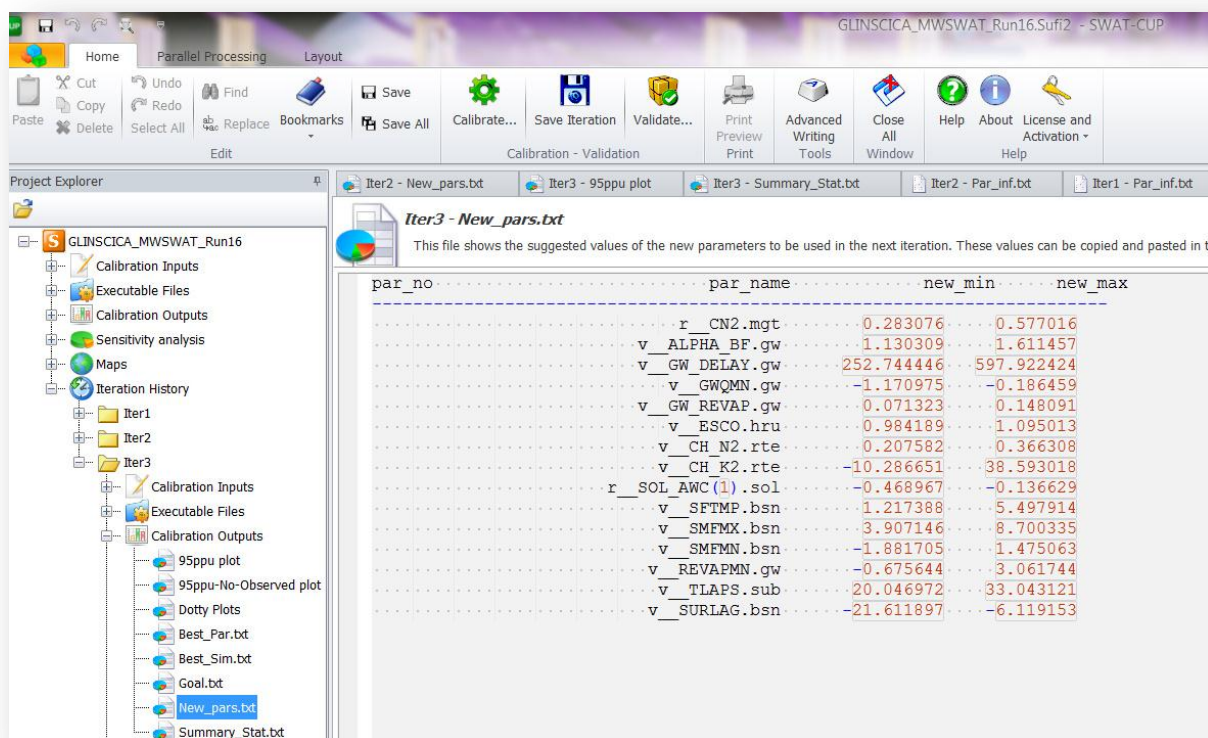 GLINSCICA_MWSWAT_Run16.Sufi2 - SWAT-CUP
Home Parallel Processing Layout
Paste
Cut
Copy
Delete
Undo
Redo
Select All
Find
Replace
Bookmarks
Edit
Save
Save All
Calibrate...
Save Iteration
Validate...
Calibration - Validation
Print Preview
Print
Advanced Writing
Tools
Close All
Window
Help
About
License and Activation
Help
Project Explorer
GLINSCICA_MWSWAT_Run16
Calibration Inputs
Executable Files
Calibration Outputs
Sensitivity analysis
Maps
Iteration History
Iter1
Iter2
Iter3
Calibration Inputs
Executable Files
Calibration Outputs
95ppu plot
95ppu-No-Observed plot
Dotty Plots
Best_Par.txt
Best_Sim.txt
Goal.txt
New_pars.txt
Summary_Stat.txt
Iter2 - New_pars.txt Iter3 - 95ppu plot Iter3 - Summary_Stat.txt Iter2 - Par_inf.txt Iter1 - Par_inf.txt
Iter3 - New_pars.txt
This file shows the suggested values of the new parameters to be used in the next iteration. These values can be copied and pasted in t
par_no par_name new_min new_max
r__CN2.mgt 0.283076 0.577016
v__ALPHA_BF.gw 1.130309 1.611457
v__GW_DELAY.gw 252.744446 597.922424
v__GWQMN.gw -1.170975 -0.186459
v__GW_REVAP.gw 0.071323 0.148091
v__ESCO.hru 0.984189 1.095013
v__CH_N2.rte 0.207582 0.366308
v__CH_K2.rte -10.286651 38.593018
r__SOL_AWC(1).sol -0.468967 -0.136629
v__SFTMP.bsn 1.217388 5.497914
v__SMFMX.bsn 3.907146 8.700335
v__SMFMN.bsn -1.881705 1.475063
v__REVAPMN.gw -0.675644 3.061744
v__TLAPS.sub 20.046972 33.043121
v__SURLAG.bsn -21.611897 -6.119153